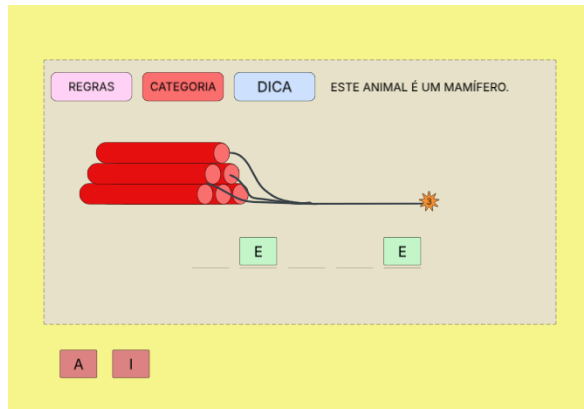 REGRAS CATEGORIA DICA ESTE ANIMAL É UM MAMÍFERO.
3
E E
A I